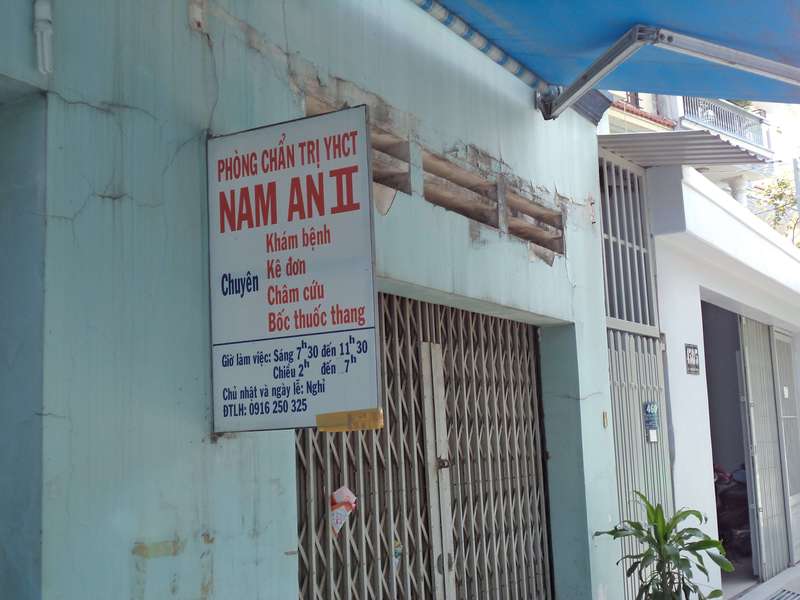 PHÒNG CHẨN TRỊ YHCT
NAM AN II
Chuyên
Khám bệnh
Kê đơn
Châm cứu
Bốc thuốc thang
Giờ làm việc: Sáng 7h30 đến 11h30
Chiều 2h đến 7h
Chủ nhật và ngày lễ: Nghỉ
ĐTLH: 0916 250 325